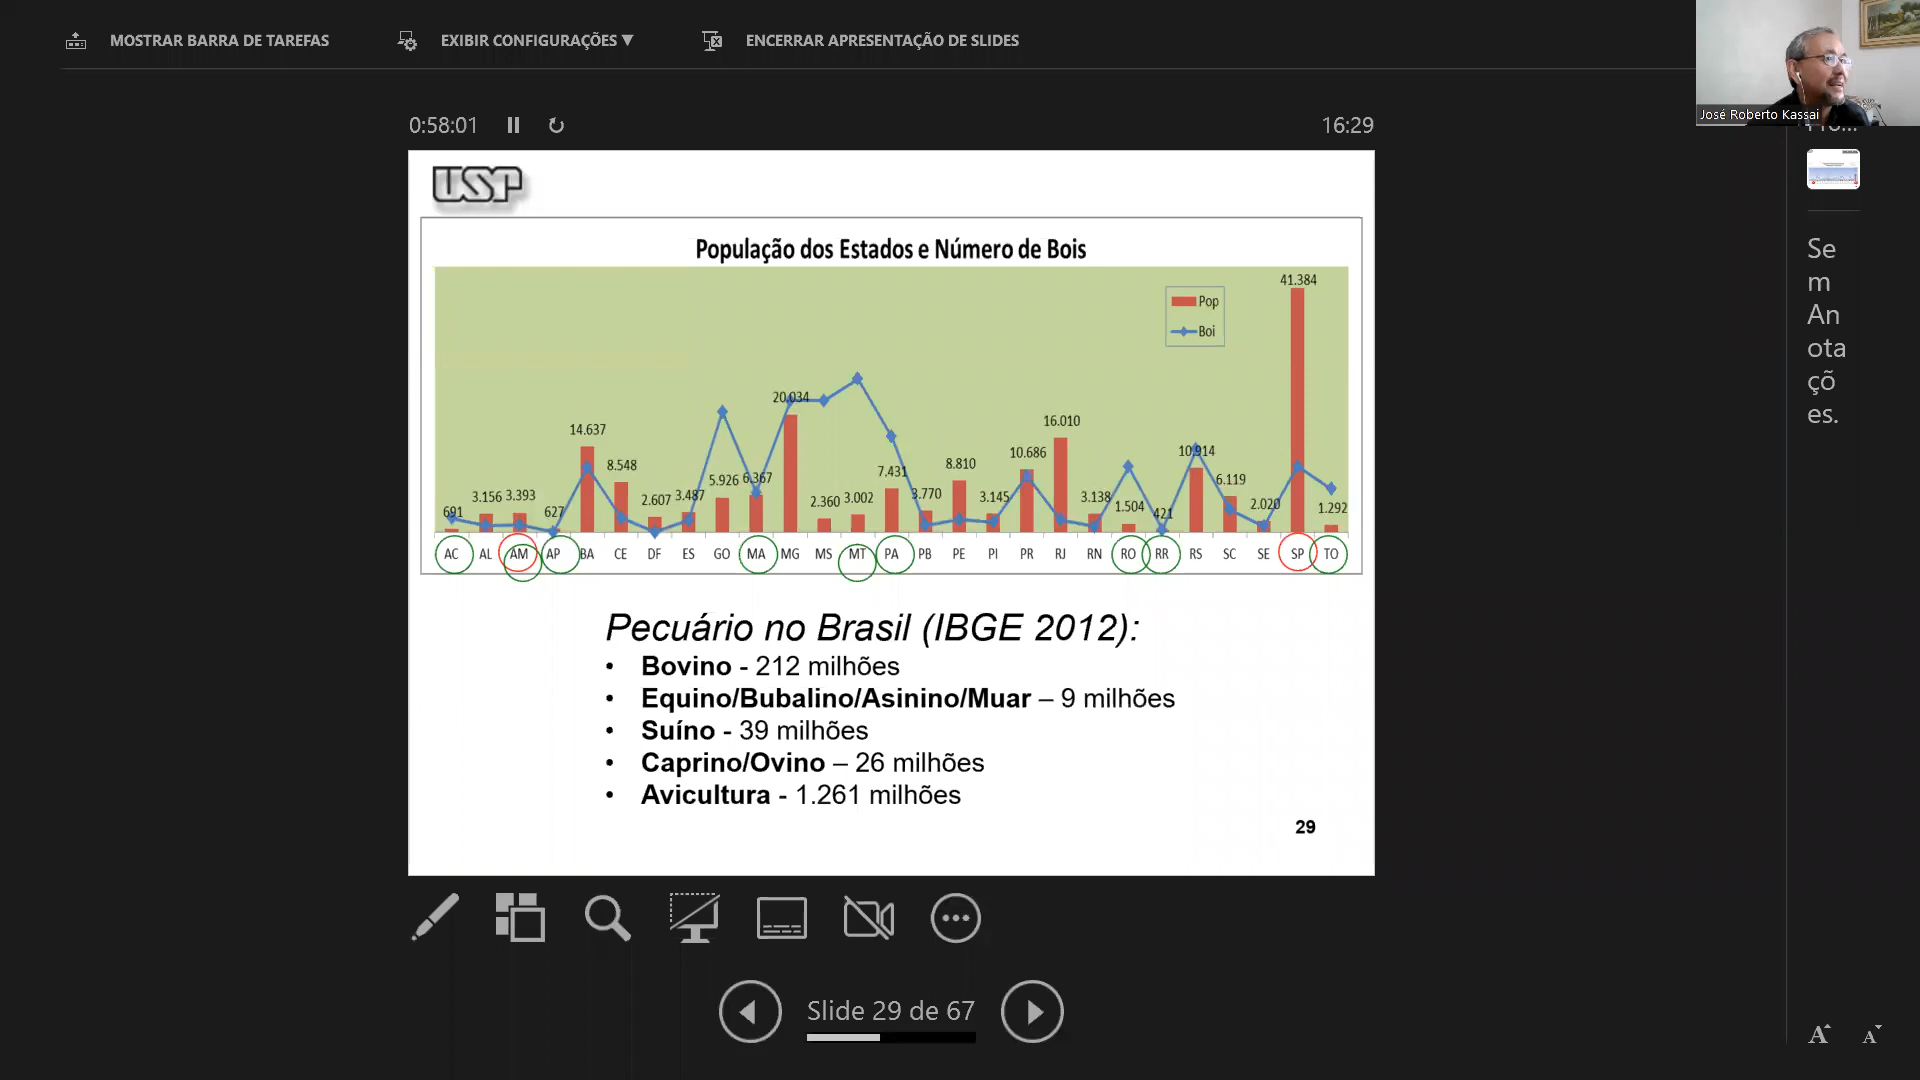 MOSTRAR BARRA DE TAREFAS
EXIBIR CONFIGURAÇÕES ▼
ENCERRAR APRESENTAÇÃO DE SLIDES
José Roberto Kassai
0:58:01
16:29
USP
População dos Estados e Número de Bois
Pop
Boi
691 3.156 3.393 627 14.637 8.548 2.607 3.487 5.926 6.367 20.034 2.360 3.002 7.431 3.770 8.810 3.145 10.686 16.010 3.138 1.504 421 10.914 6.119 2.020 41.384 1.292
AC AL AM AP BA CE DF ES GO MA MG MS MT PA PB PE PI PR RJ RN RO RR RS SC SE SP TO
Pecuário no Brasil (IBGE 2012):
• Bovino - 212 milhões
• Equino/Bubalino/Asinino/Muar – 9 milhões
• Suíno - 39 milhões
• Caprino/Ovino – 26 milhões
• Avicultura - 1.261 milhões
29
Se
m
An
ota
çõ
es.
Slide 29 de 67
A A